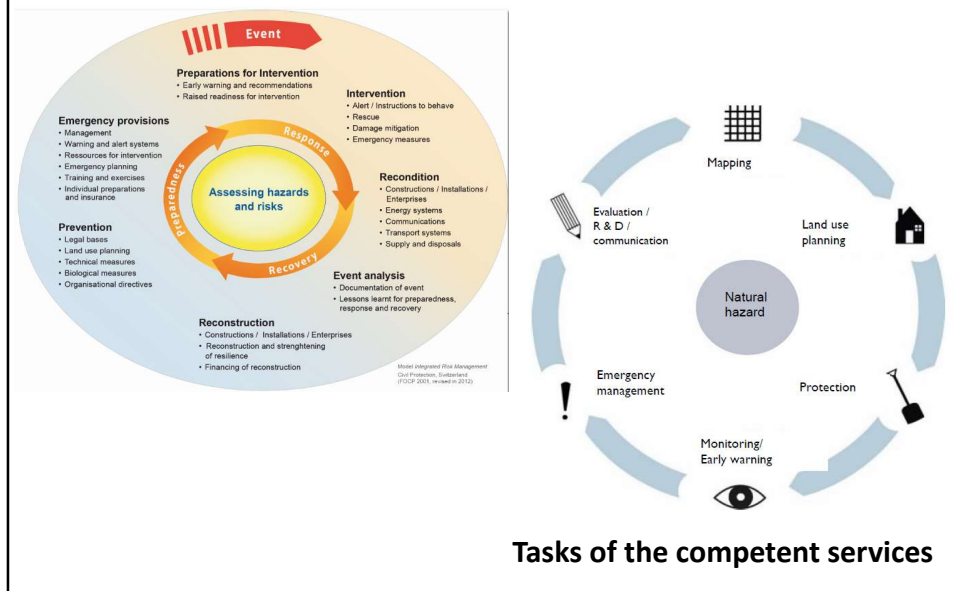 Event
Preparations for Intervention
• Early warning and recommendations
• Raised readiness for intervention
Intervention
• Alert / Instructions to behave
• Rescue
• Damage mitigation
• Emergency measures
Emergency provisions
• Management
• Warning and alert systems
• Ressources for intervention
• Emergency planning
• Training and exercises
• Individual preparations
and insurance
Response
Preparedness
Recovery
Assessing hazards
and risks
Recondition
• Constructions / Installations /
Enterprises
• Energy systems
• Communications
• Transport systems
• Supply and disposals
Prevention
• Legal bases
• Land use planning
• Technical measures
• Biological measures
• Organisational directives
Event analysis
• Documentation of event
• Lessons learnt for preparedness,
response and recovery
Reconstruction
• Constructions / Installations / Enterprises
• Reconstruction and strenghtening
of resilience
• Financing of reconstruction
Model Integrated Risk Management
Civil Protection, Switzerland
(FOCP 2001, revised in 2012)
Mapping
Land use
planning
Protection
Monitoring/
Early warning
Emergency
management
Evaluation /
R & D /
communication
Natural
hazard
Tasks of the competent services